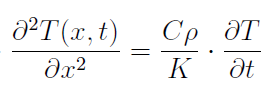 ∂²T(x, t)/∂x² = Cρ/K · ∂T/∂t